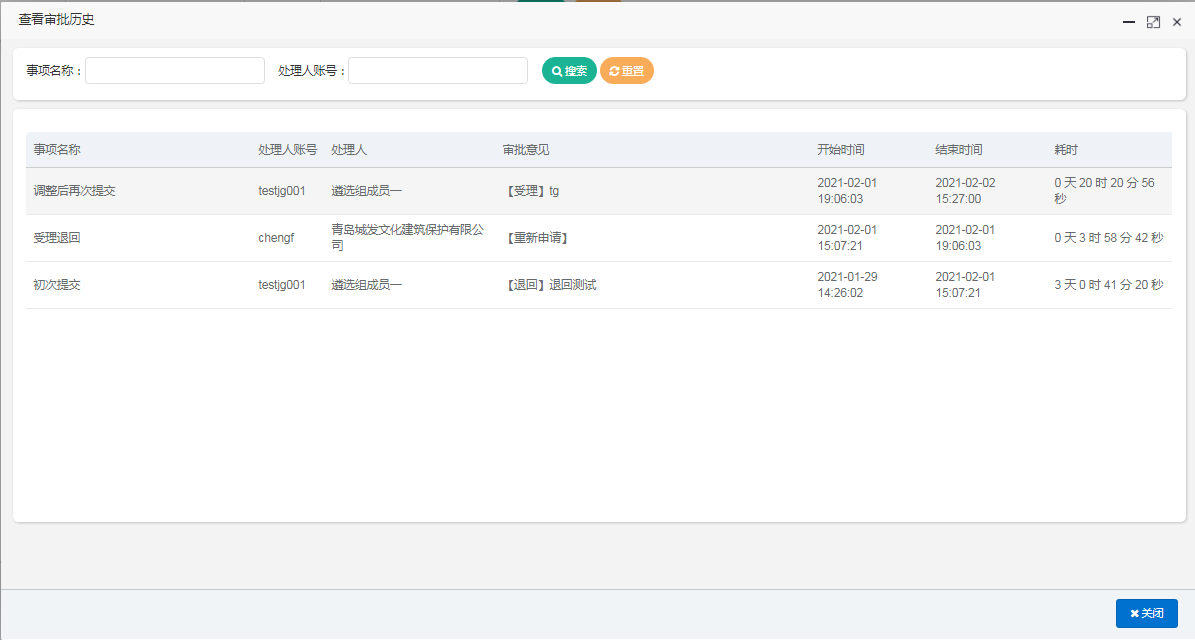 查看审批历史
事项名称：
处理人账号：
搜索
重置
事项名称 处理人账号 处理人 审批意见 开始时间 结束时间 耗时
调整后再次提交 testjg001 遴选组成员一 【受理】tg 2021-02-01 19:06:03 2021-02-02 15:27:00 0 天 20 时 20 分 56 秒
受理退回 chengf 青岛城发文化建筑保护有限公司 【重新申请】 2021-02-01 15:07:21 2021-02-01 19:06:03 0 天 3 时 58 分 42 秒
初次提交 testjg001 遴选组成员一 【退回】退回测试 2021-01-29 14:26:02 2021-02-01 15:07:21 3 天 0 时 41 分 20 秒
关闭